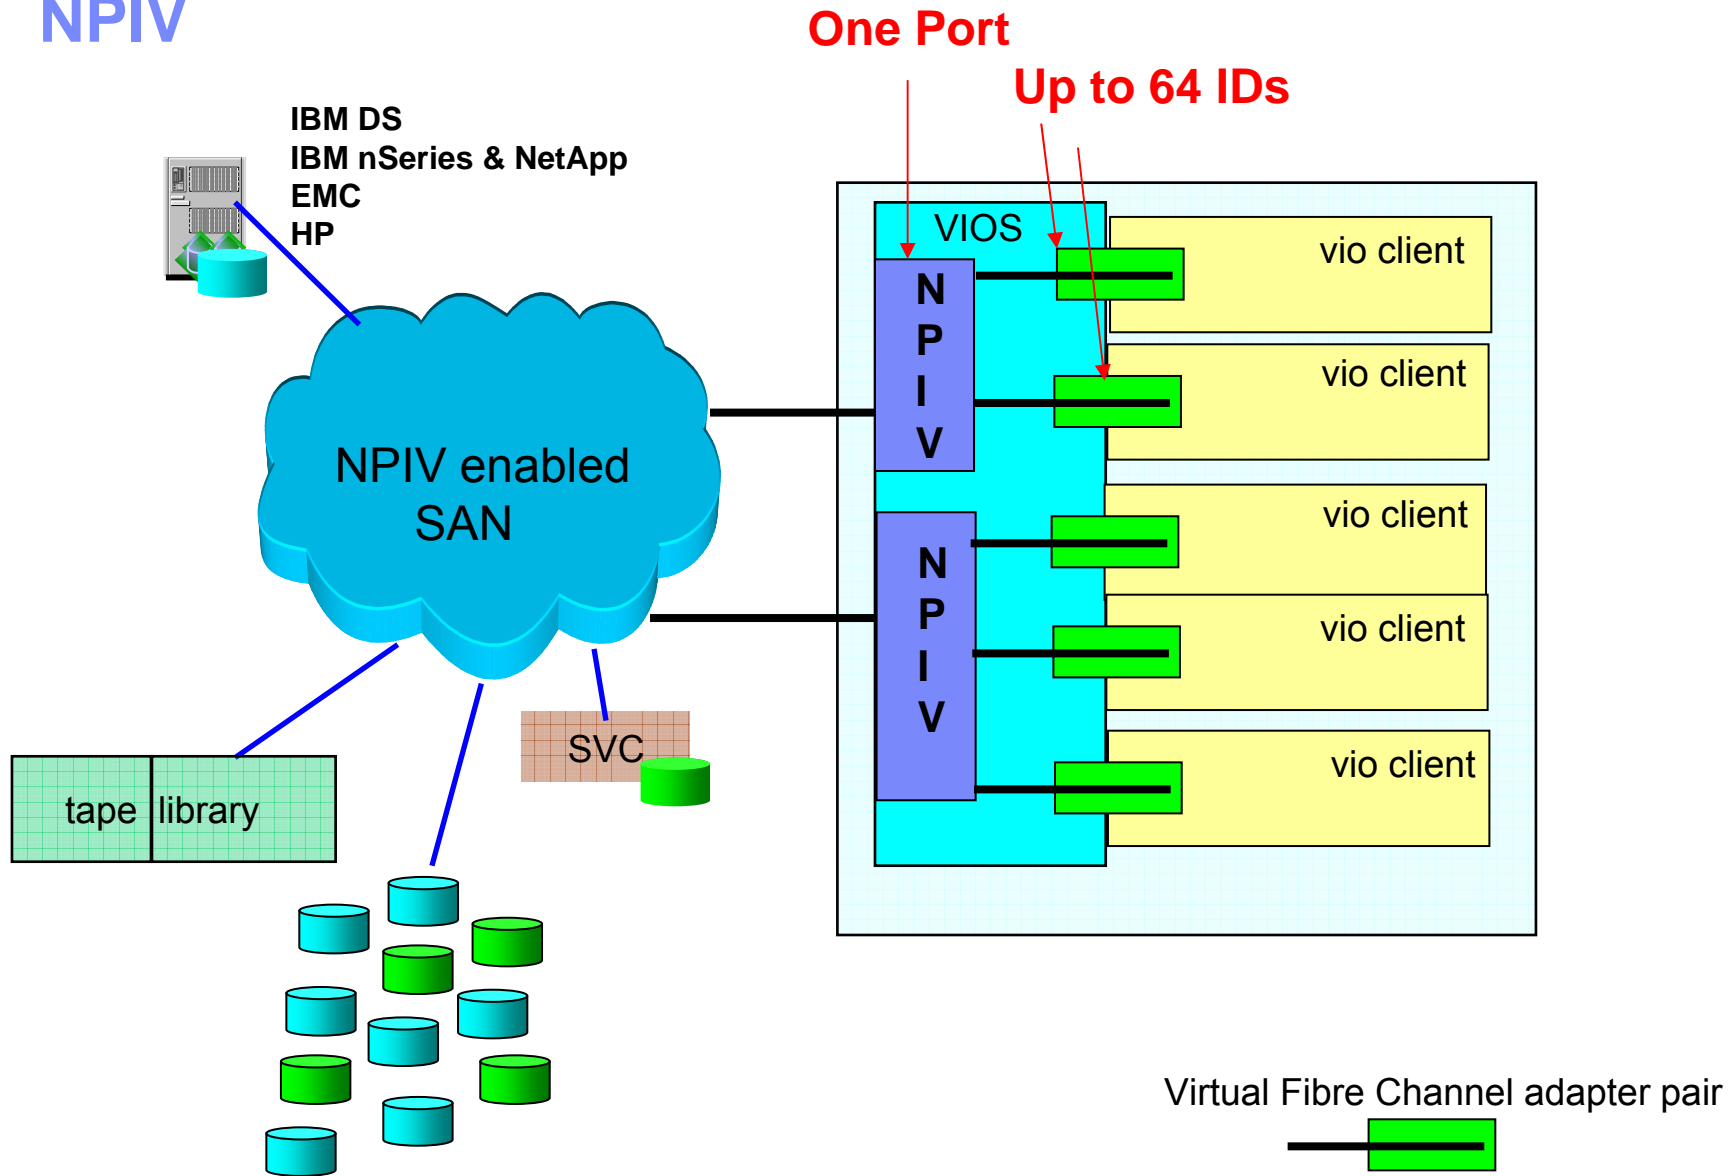 NPIV
One Port
Up to 64 IDs
IBM DS
IBM nSeries & NetApp
EMC
HP
VIOS
vio client
N
P
I
V
vio client
NPIV enabled
SAN
vio client
N
P
I
V
vio client
SVC
vio client
tape library
Virtual Fibre Channel adapter pair